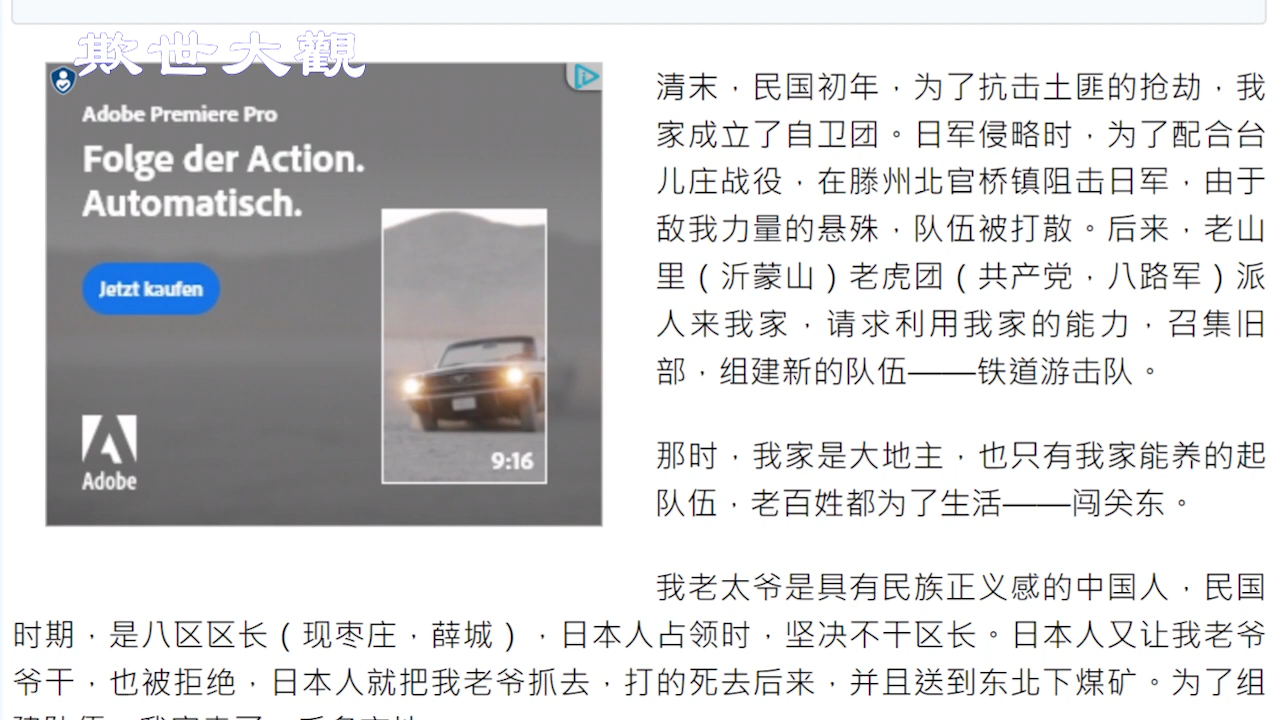 欺世大觀
Adobe Premiere Pro
Folge der Action.
Automatisch.
Jetzt kaufen
9:16
Adobe
清末，民国初年，为了抗击土匪的抢劫，我
家成立了自卫团。日军侵略时，为了配合台
儿庄战役，在滕州北官桥镇阻击日军，由于
敌我力量的悬殊，队伍被打散。后来，老山
里（沂蒙山）老虎团（共产党，八路军）派
人来我家，请求利用我家的能力，召集旧
部，组建新的队伍——铁道游击队。
那时，我家是大地主，也只有我家能养的起
队伍，老百姓都为了生活——闯关东。
我老太爷是具有民族正义感的中国人，民国
时期，是八区区长（现枣庄，薛城），日本人占领时，坚决不干区长。日本人又让我老爷
爷干，也被拒绝，日本人就把我老爷抓去，打的死去后来，并且送到东北下煤矿。为了组